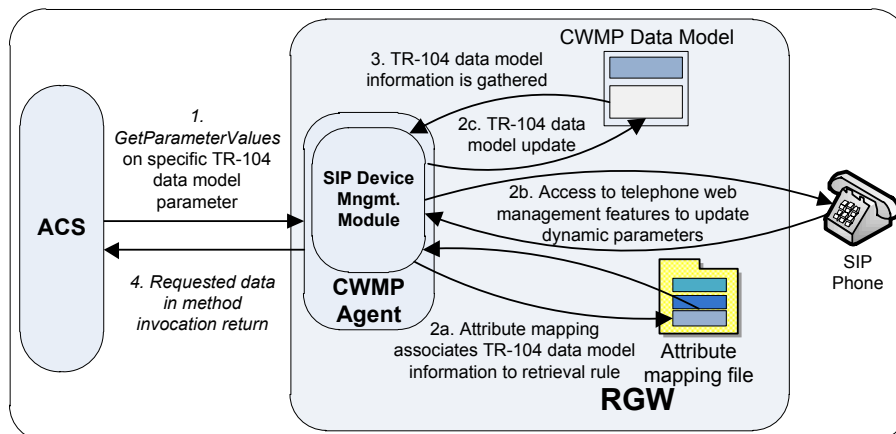 CWMP Data Model
3. TR-104 data model
information is gathered
1.
GetParameterValues
on specific TR-104
data model
parameter
2c. TR-104 data
model update
SIP Device
Mngmt.
Module
2b. Access to telephone web
management features to update
dynamic parameters
ACS
SIP
Phone
4. Requested data
in method
invocation return
CWMP
Agent
2a. Attribute mapping
associates TR-104 data model
information to retrieval rule
Attribute
mapping file
RGW